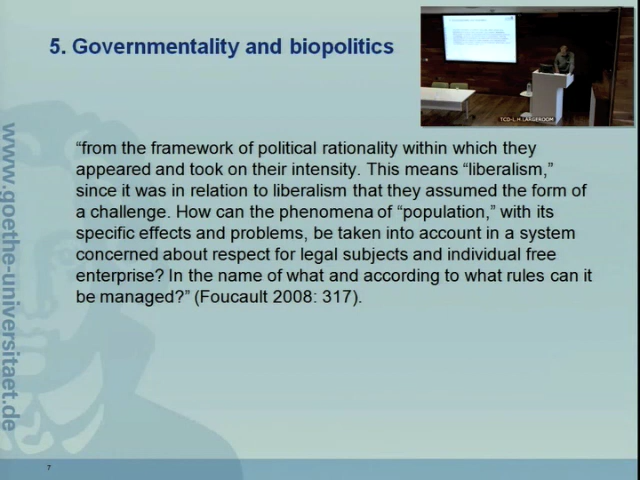 5. Governmentality and biopolitics
“from the framework of political rationality within which they
appeared and took on their intensity. This means “liberalism,”
since it was in relation to liberalism that they assumed the form of
a challenge. How can the phenomena of “population,” with its
specific effects and problems, be taken into account in a system
concerned about respect for legal subjects and individual free
enterprise? In the name of what and according to what rules can it
be managed?” (Foucault 2008: 317).
www.goethe-universitaet.de
7